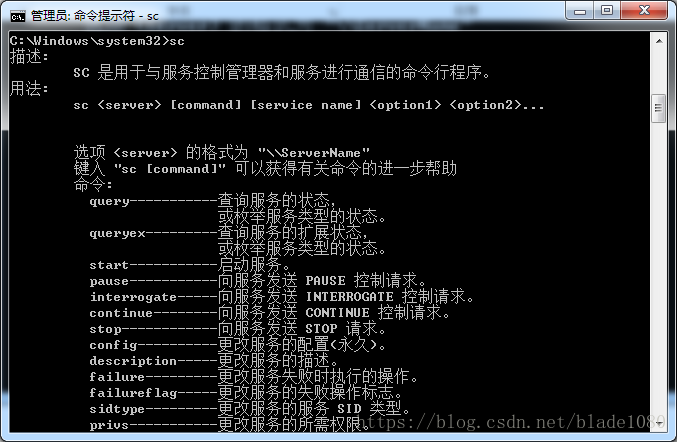 管理员: 命令提示符 - sc
C:\Windows\system32>sc
描述:
SC 是用于与服务控制管理器和服务进行通信的命令行程序。
用法:
sc <server> [command] [service name] <option1> <option2>...
选项 <server> 的格式为 "\\ServerName"
键入 "sc [command]" 可以获得有关命令的进一步帮助
命令:
query-----------查询服务的状态,
或枚举服务类型的状态。
queryex---------查询服务的扩展状态,
或枚举服务类型的状态。
start-----------启动服务。
pause-----------向服务发送 PAUSE 控制请求。
interrogate-----向服务发送 INTERROGATE 控制请求。
continue--------向服务发送 CONTINUE 控制请求。
stop------------向服务发送 STOP 请求。
config----------更改服务的配置(永久)。
description-----更改服务的描述。
failure---------更改服务失败时执行的操作。
failureflag-----更改服务的失败操作标志。
sidtype---------更改服务的服务 SID 类型。
privs-----------更改服务的所需权限。
https://blog.csdn.net/blade1080